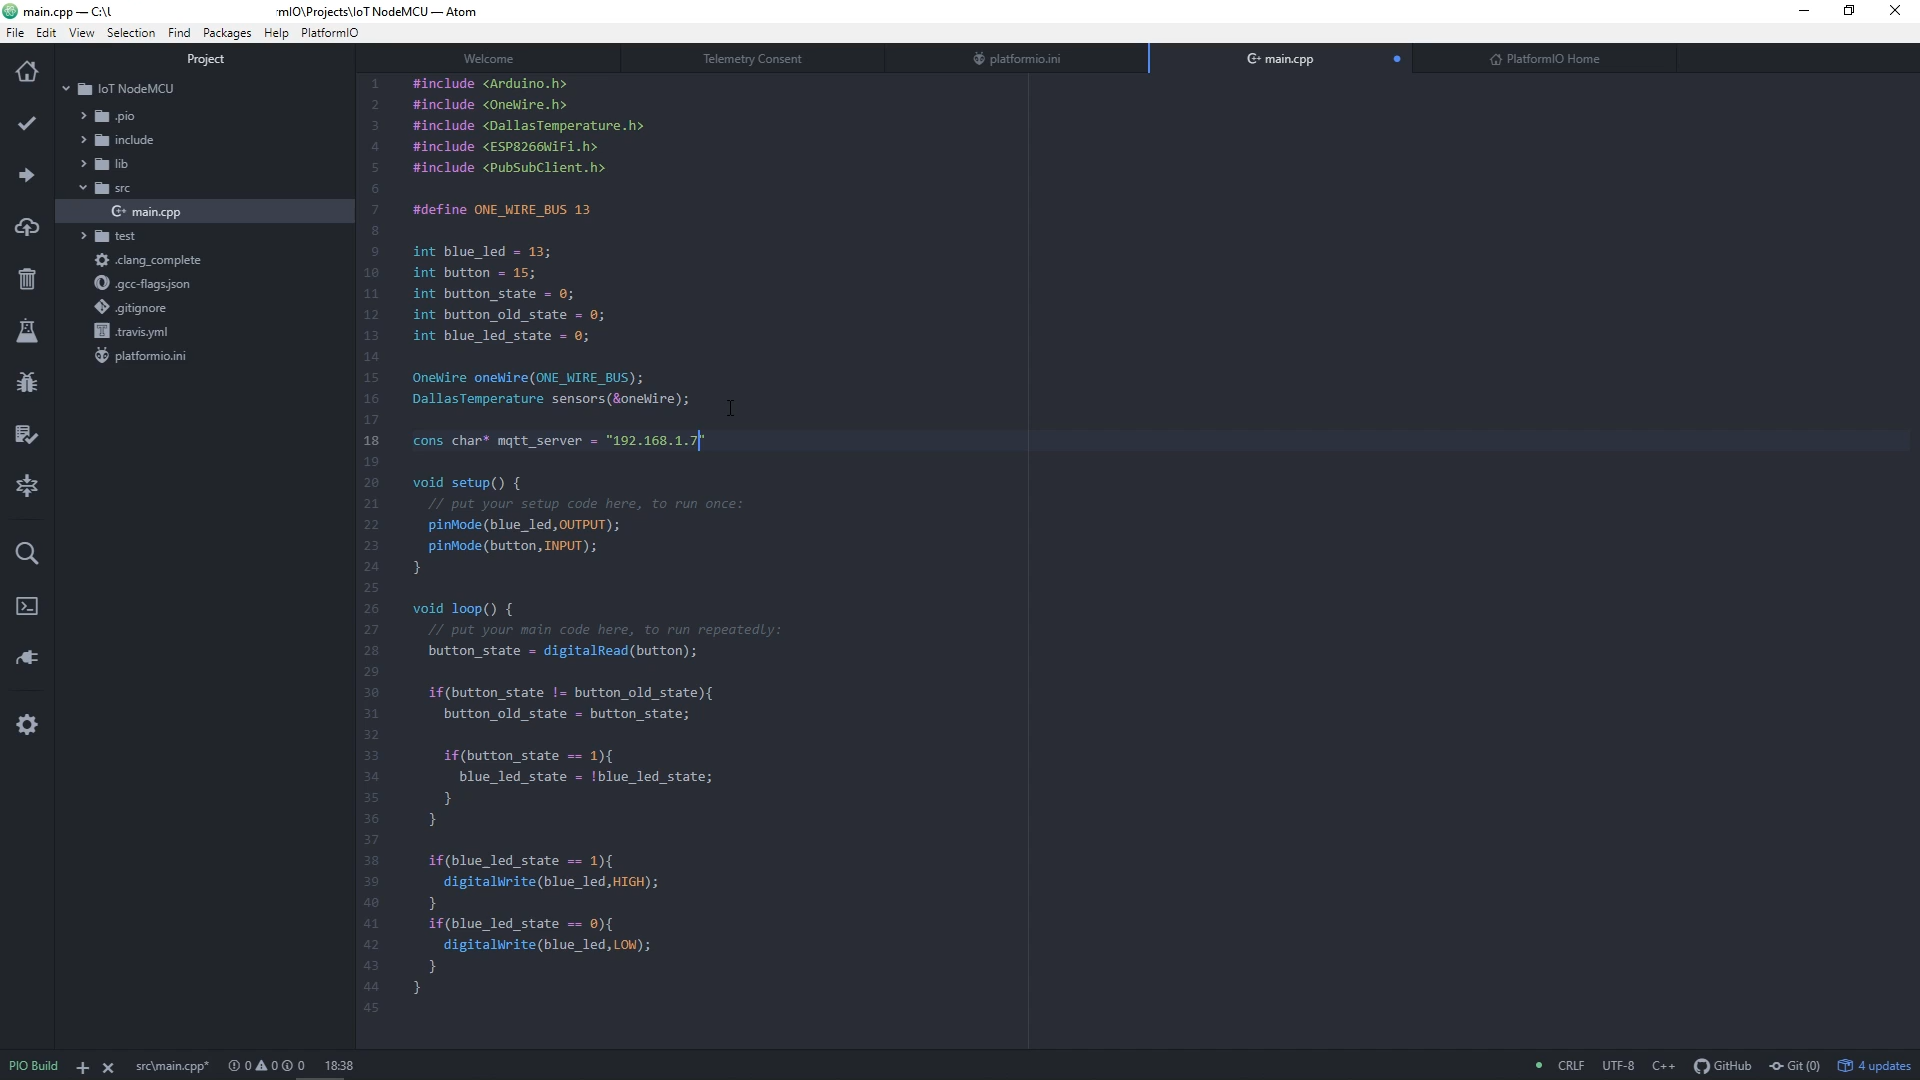 main.cpp — C:\l mIO\Projects\IoT NodeMCU — Atom
File Edit View Selection Find Packages Help PlatformIO
Project Welcome Telemetry Consent platformio.ini main.cpp PlatformIO Home
IoT NodeMCU
.pio
include
lib
src
main.cpp
test
.clang_complete
.gcc-flags.json
.gitignore
.travis.yml
platformio.ini
1 #include <Arduino.h>
2 #include <OneWire.h>
3 #include <DallasTemperature.h>
4 #include <ESP8266WiFi.h>
5 #include <PubSubClient.h>
6
7 #define ONE_WIRE_BUS 13
8
9 int blue_led = 13;
10 int button = 15;
11 int button_state = 0;
12 int button_old_state = 0;
13 int blue_led_state = 0;
14
15 OneWire oneWire(ONE_WIRE_BUS);
16 DallasTemperature sensors(&oneWire);
17
18 cons char* mqtt_server = "192.168.1.7"
19
20 void setup() {
21 // put your setup code here, to run once:
22 pinMode(blue_led,OUTPUT);
23 pinMode(button,INPUT);
24 }
25
26 void loop() {
27 // put your main code here, to run repeatedly:
28 button_state = digitalRead(button);
29
30 if(button_state != button_old_state){
31 button_old_state = button_state;
32
33 if(button_state == 1){
34 blue_led_state = !blue_led_state;
35 }
36 }
37
38 if(blue_led_state == 1){
39 digitalWrite(blue_led,HIGH);
40 }
41 if(blue_led_state == 0){
42 digitalWrite(blue_led,LOW);
43 }
44 }
45
PIO Build src\main.cpp* 0 0 0 18:38 CRLF UTF-8 C++ GitHub Git (0) 4 updates